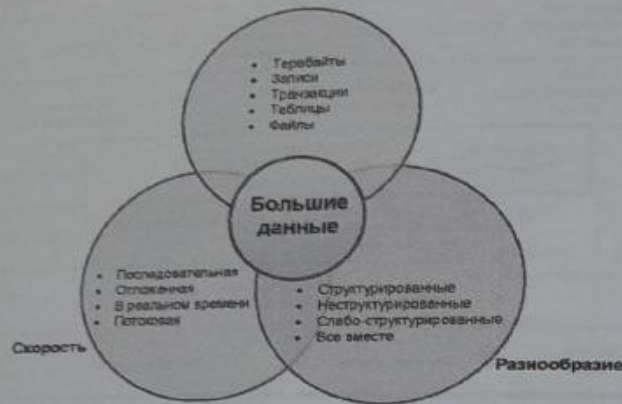 • Терабайты
• Записи
• Транзакции
• Таблицы
• Файлы
Большие
данные
• Последовательная
• Отложенная
• В реальном времени
• Потоковая
Скорость
• Структурированные
• Неструктурированные
• Слабо-структурированные
• Все вместе
Разнообразие